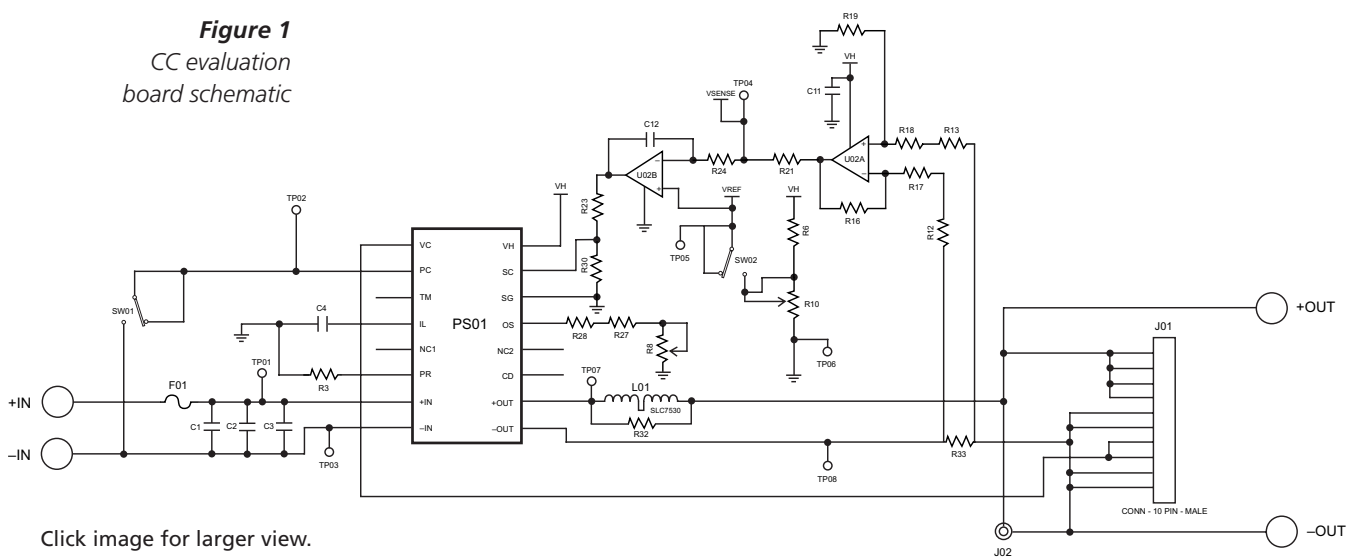 Figure 1
CC evaluation
board schematic
R19
VH
C11
TP04
VSENSE
C12
R18
R13
U02A
+
–
R24
R21
R17
U02B
–
+
VH
R23
VREF
VH
R16
R12
TP02
R6
TP05
SW02
R30
R10
VC
PC
TM
IL
NC1
PR
+IN
–IN
PS01
VH
SC
SG
OS
NC2
CD
+OUT
–OUT
SW01
C4
R3
R28
R27
R8
TP06
TP01
TP07
L01
SLC7530
R32
F01
+IN
–IN
C1
C2
C3
TP03
TP08
R33
J01
CONN - 10 PIN - MALE
+OUT
–OUT
J02
Click image for larger view.